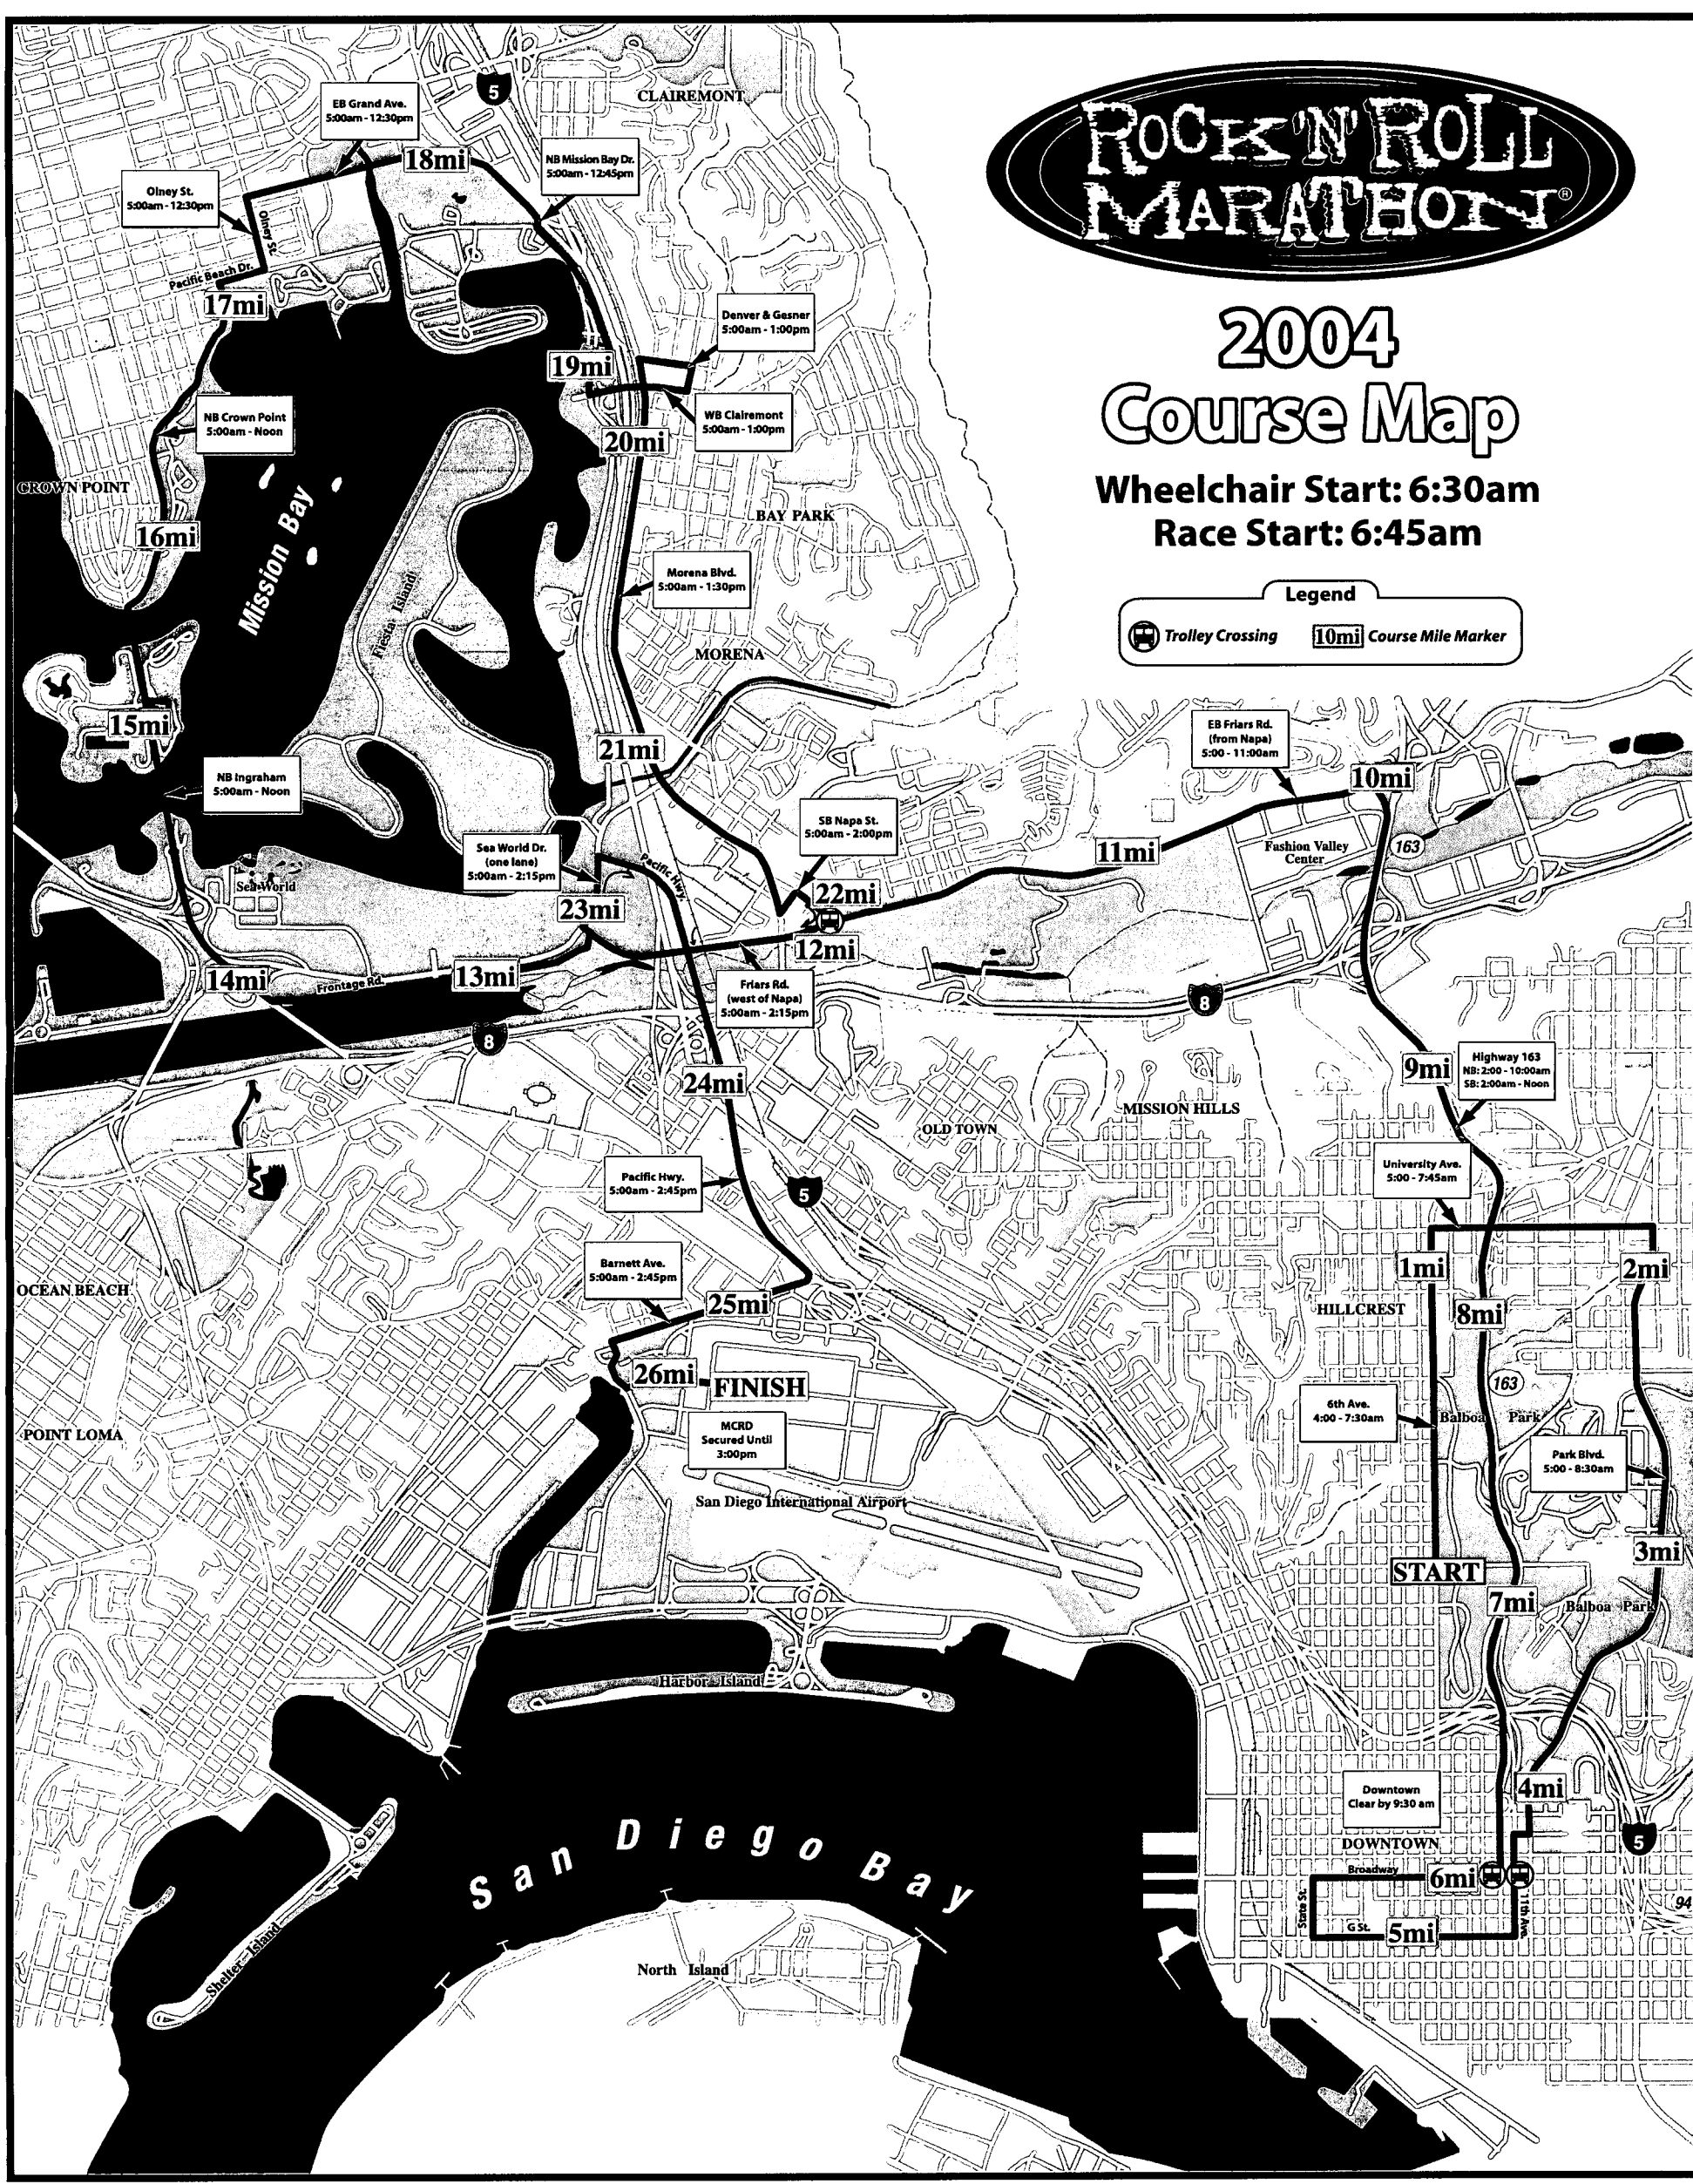 ROCK 'N' ROLL
MARATHON®
2004
Course Map
Wheelchair Start: 6:30am
Race Start: 6:45am
Legend
Trolley Crossing
10mi Course Mile Marker
5
CLAIREMONT
EB Grand Ave.
5:00am - 12:30pm
18mi
NB Mission Bay Dr.
5:00am - 12:45pm
Olney St.
5:00am - 12:30pm
Olney St.
Pacific Beach Dr.
17mi
Denver & Gesner
5:00am - 1:00pm
19mi
NB Crown Point
5:00am - Noon
WB Clairemont
5:00am - 1:00pm
20mi
CROWN POINT
Mission Bay
BAY PARK
16mi
Morena Blvd.
5:00am - 1:30pm
Fiesta Island
MORENA
15mi
21mi
EB Friars Rd.
(from Napa)
5:00 - 11:00am
10mi
NB Ingraham
5:00am - Noon
SB Napa St.
5:00am - 2:00pm
Sea World Dr.
(one lane)
5:00am - 2:15pm
Pacific Hwy.
11mi
Fashion Valley
Center
163
Sea World
22mi
23mi
12mi
14mi
Frontage Rd.
13mi
Friars Rd.
(west of Napa)
5:00am - 2:15pm
8
8
24mi
9mi
Highway 163
NB: 2:00 - 10:00am
SB: 2:00am - Noon
MISSION HILLS
OLD TOWN
Pacific Hwy.
5:00am - 2:45pm
5
University Ave.
5:00 - 7:45am
Barnett Ave.
5:00am - 2:45pm
1mi
2mi
OCEAN BEACH
25mi
HILLCREST
8mi
26mi
FINISH
163
6th Ave.
4:00 - 7:30am
Balboa Park
POINT LOMA
MCRD
Secured Until
3:00pm
Park Blvd.
5:00 - 8:30am
San Diego International Airport
3mi
START
7mi
Balboa Park
Harbor Island
Downtown
Clear by 9:30 am
4mi
San Diego Bay
DOWNTOWN
5
Broadway
6mi
State St.
11th Ave.
94
G St.
5mi
Shelter Island
North Island